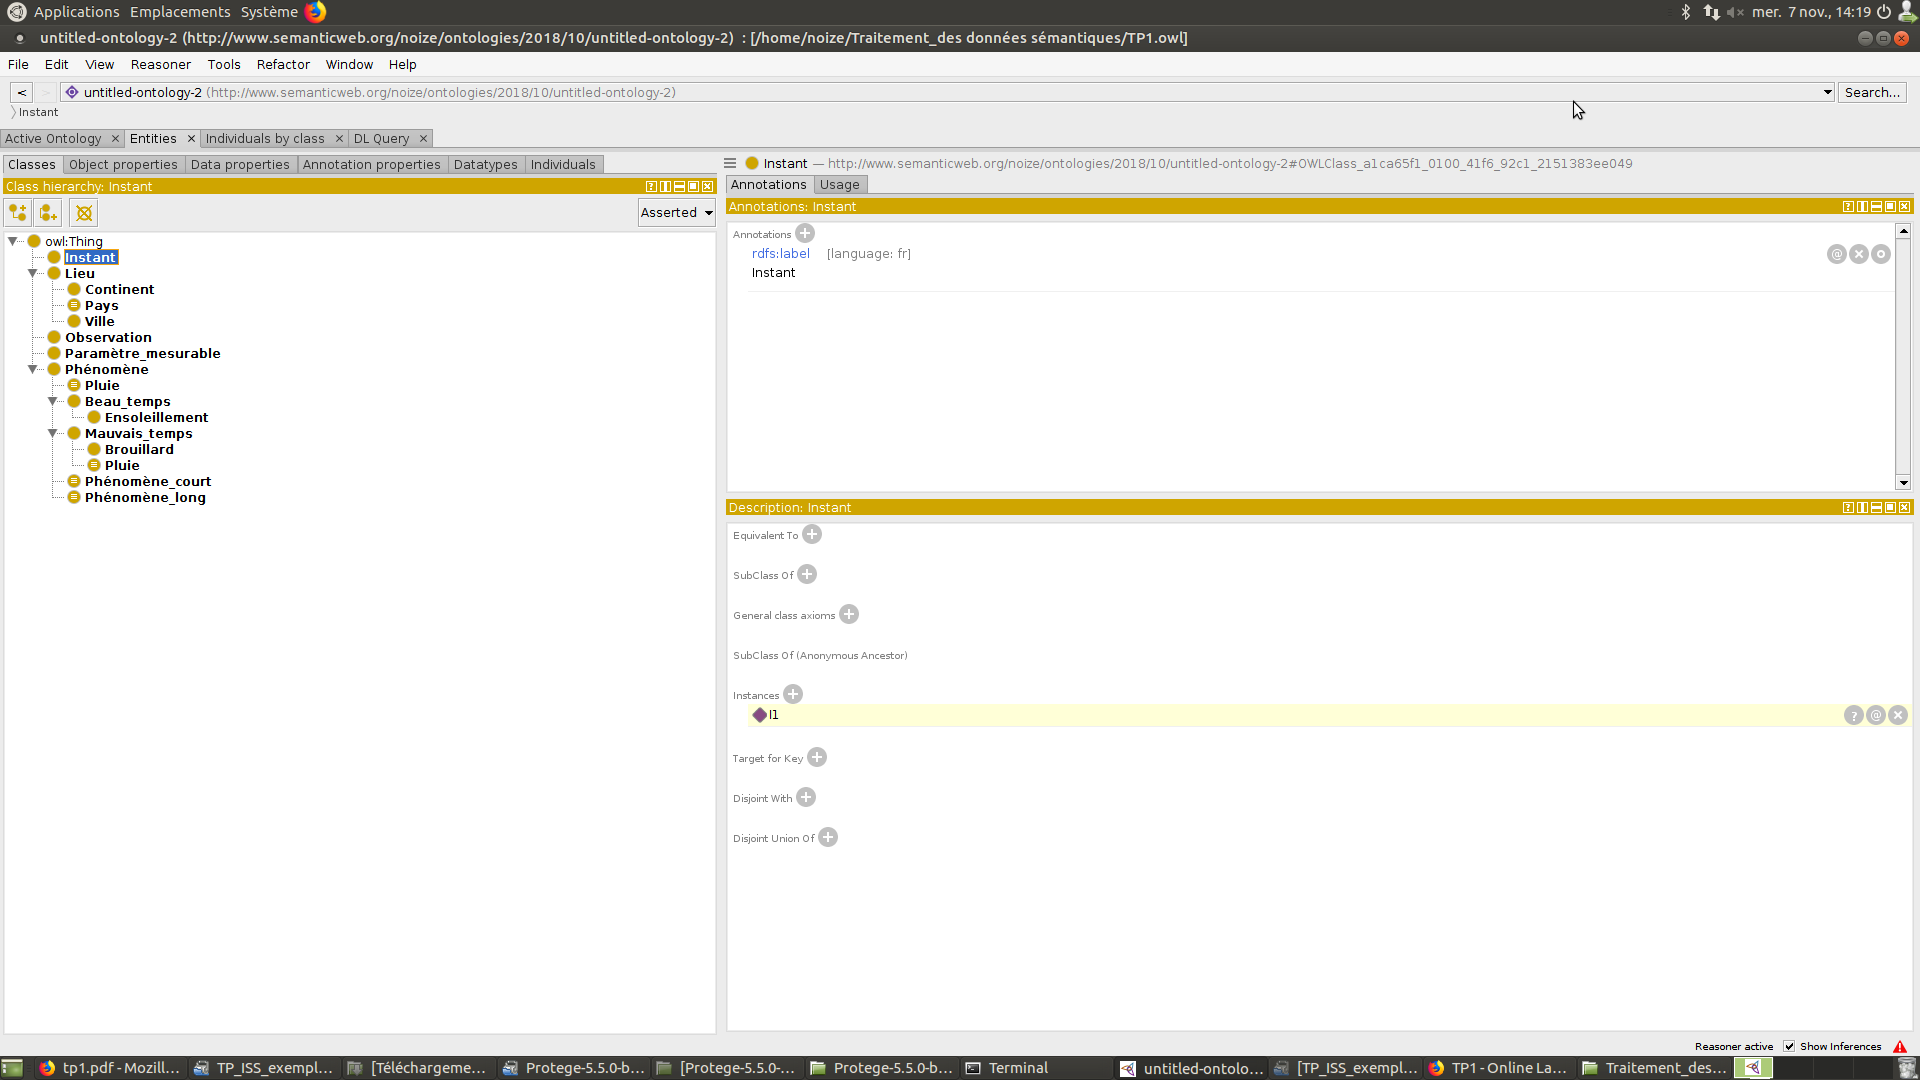 Applications Emplacements Système mer. 7 nov., 14:19
untitled-ontology-2 (http://www.semanticweb.org/noize/ontologies/2018/10/untitled-ontology-2) : [/home/noize/Traitement_des données sémantiques/TP1.owl]
File Edit View Reasoner Tools Refactor Window Help
< > untitled-ontology-2 (http://www.semanticweb.org/noize/ontologies/2018/10/untitled-ontology-2) Search...
Instant
Active Ontology × Entities × Individuals by class × DL Query ×
Classes Object properties Data properties Annotation properties Datatypes Individuals
Class hierarchy: Instant
Asserted
owl:Thing
Instant
Lieu
Continent
Pays
Ville
Observation
Paramètre_mesurable
Phénomène
Pluie
Beau_temps
Ensoleillement
Mauvais_temps
Brouillard
Pluie
Phénomène_court
Phénomène_long
Instant — http://www.semanticweb.org/noize/ontologies/2018/10/untitled-ontology-2#OWLClass_a1ca65f1_0100_41f6_92c1_2151383ee049
Annotations Usage
Annotations: Instant
Annotations
rdfs:label [language: fr]
Instant
Description: Instant
Equivalent To
SubClass Of
General class axioms
SubClass Of (Anonymous Ancestor)
Instances
I1
Target for Key
Disjoint With
Disjoint Union Of
Reasoner active Show Inferences
tp1.pdf - Mozill... TP_ISS_exempl... [Téléchargeme... Protege-5.5.0-b... [Protege-5.5.0-... Protege-5.5.0-b... Terminal untitled-ontolo... [TP_ISS_exempl... TP1 - Online La... Traitement_des...